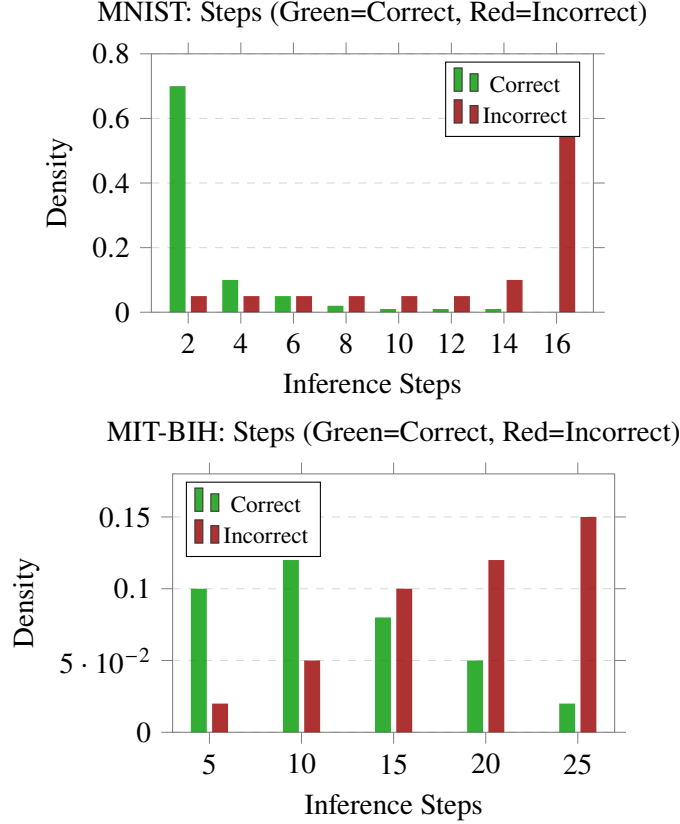 MNIST: Steps (Green=Correct, Red=Incorrect)
0.8
0.6
0.4
0.2
0
Density
Correct
Incorrect
2 4 6 8 10 12 14 16
Inference Steps
MIT-BIH: Steps (Green=Correct, Red=Incorrect)
0.15
0.1
5 · 10⁻²
0
Density
Correct
Incorrect
5 10 15 20 25
Inference Steps